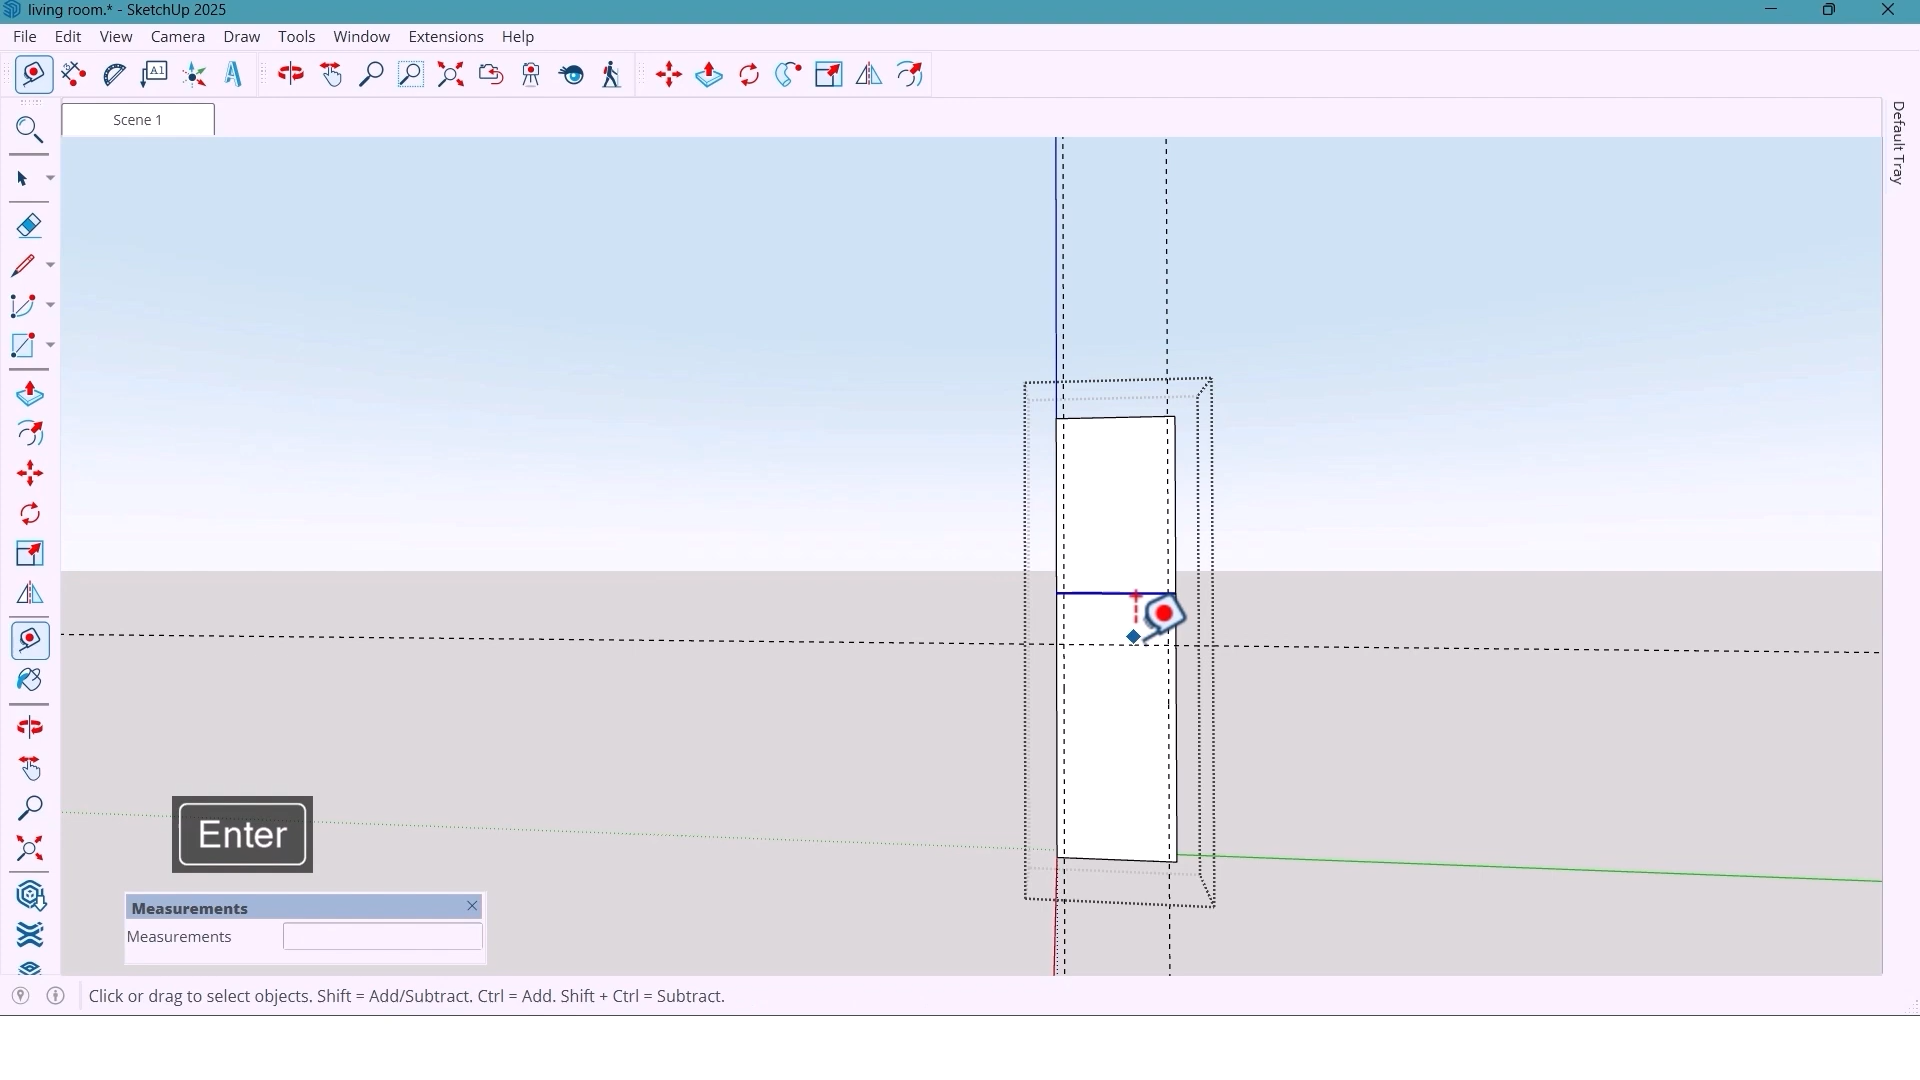 living room.* - SketchUp 2025
File Edit View Camera Draw Tools Window Extensions Help
A1
Scene 1
Default Tray
Enter
Measurements
Measurements
Click or drag to select objects. Shift = Add/Subtract. Ctrl = Add. Shift + Ctrl = Subtract.